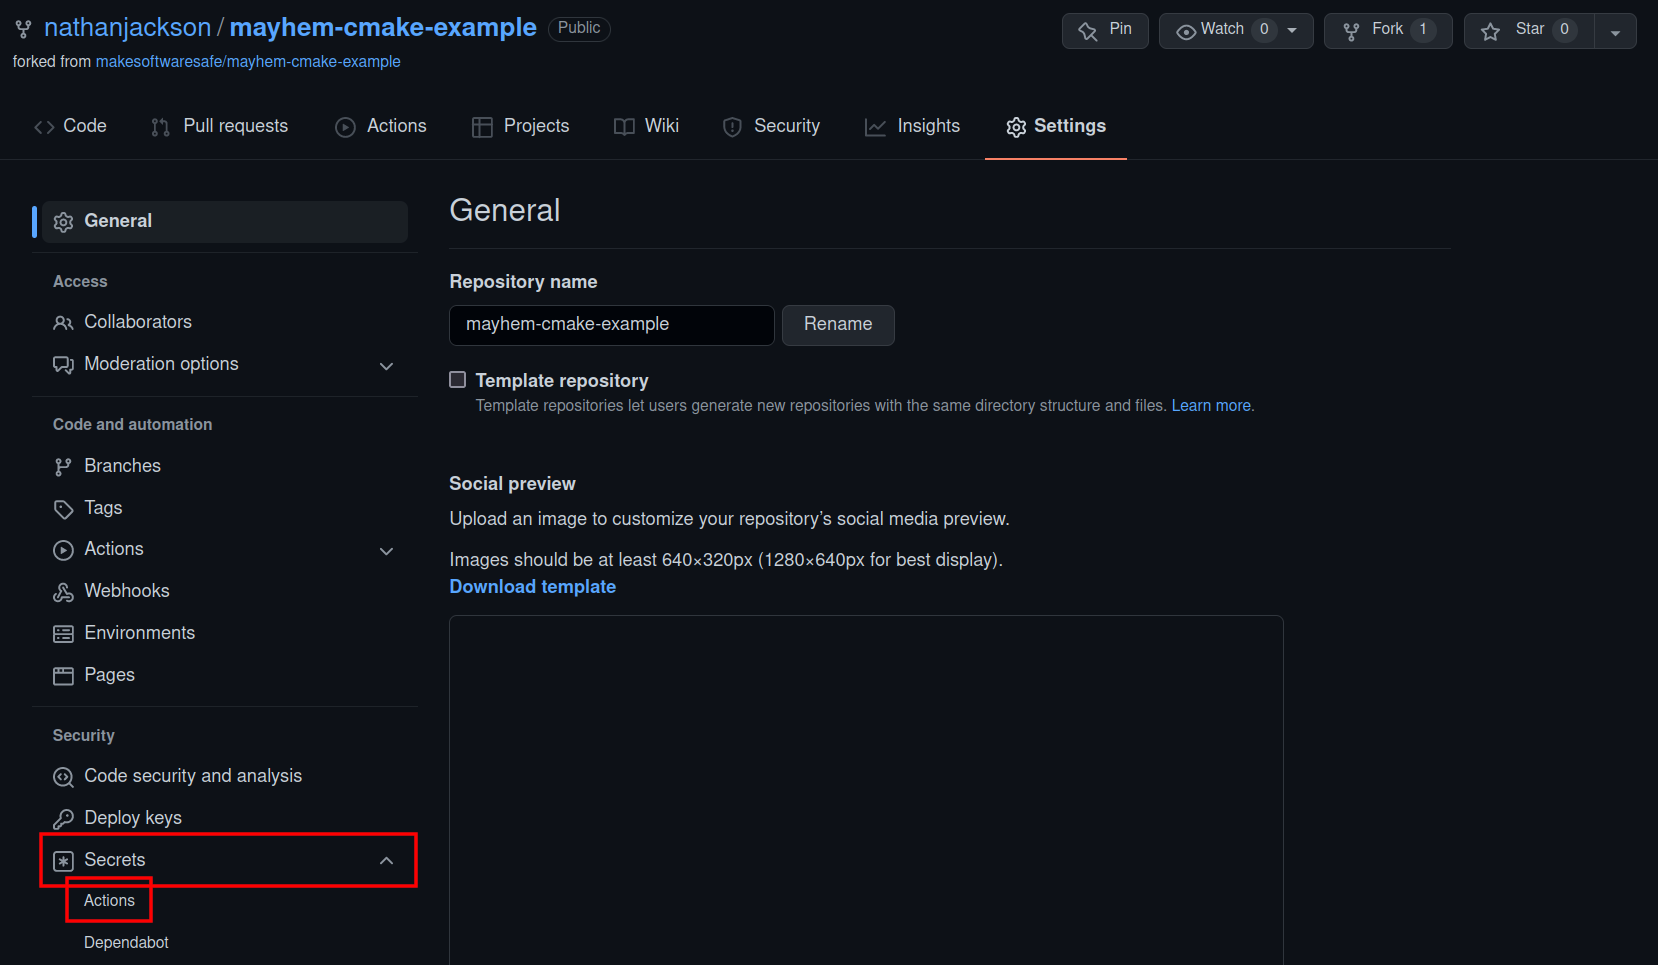 nathanjackson / mayhem-cmake-example Public
Pin Watch 0 Fork 1 Star 0
forked from makesoftwaresafe/mayhem-cmake-example
Code Pull requests Actions Projects Wiki Security Insights Settings
General
Access
Collaborators
Moderation options
Code and automation
Branches
Tags
Actions
Webhooks
Environments
Pages
Security
Code security and analysis
Deploy keys
Secrets
Actions
Dependabot
General
Repository name
mayhem-cmake-example Rename
Template repository
Template repositories let users generate new repositories with the same directory structure and files. Learn more.
Social preview
Upload an image to customize your repository’s social media preview.
Images should be at least 640×320px (1280×640px for best display).
Download template